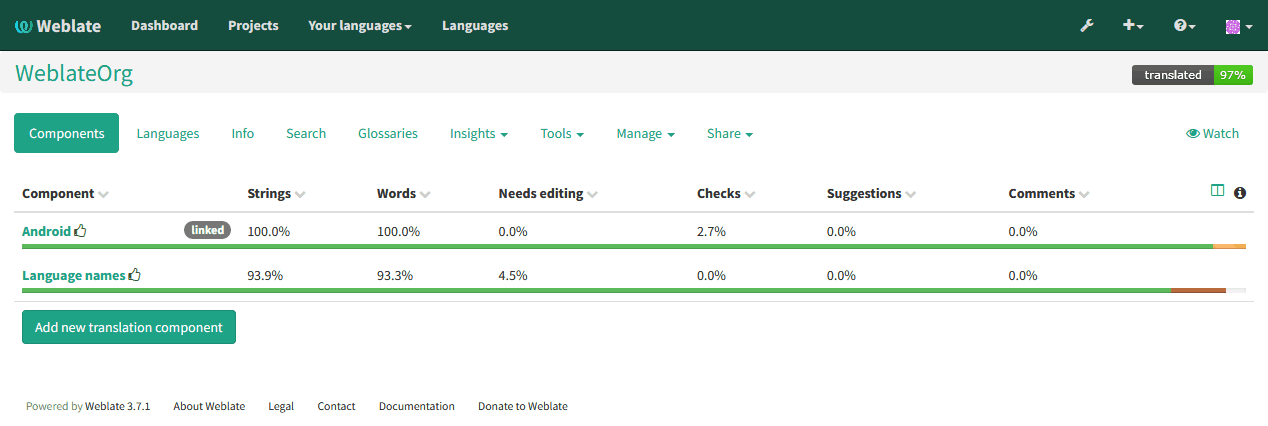 Weblate Dashboard Projects Your languages Languages
WeblateOrg translated 97%
Components Languages Info Search Glossaries Insights Tools Manage Share Watch
Component Strings Words Needs editing Checks Suggestions Comments
Android linked 100.0% 100.0% 0.0% 2.7% 0.0% 0.0%
Language names 93.9% 93.3% 4.5% 0.0% 0.0% 0.0%
Add new translation component
Powered by Weblate 3.7.1 About Weblate Legal Contact Documentation Donate to Weblate